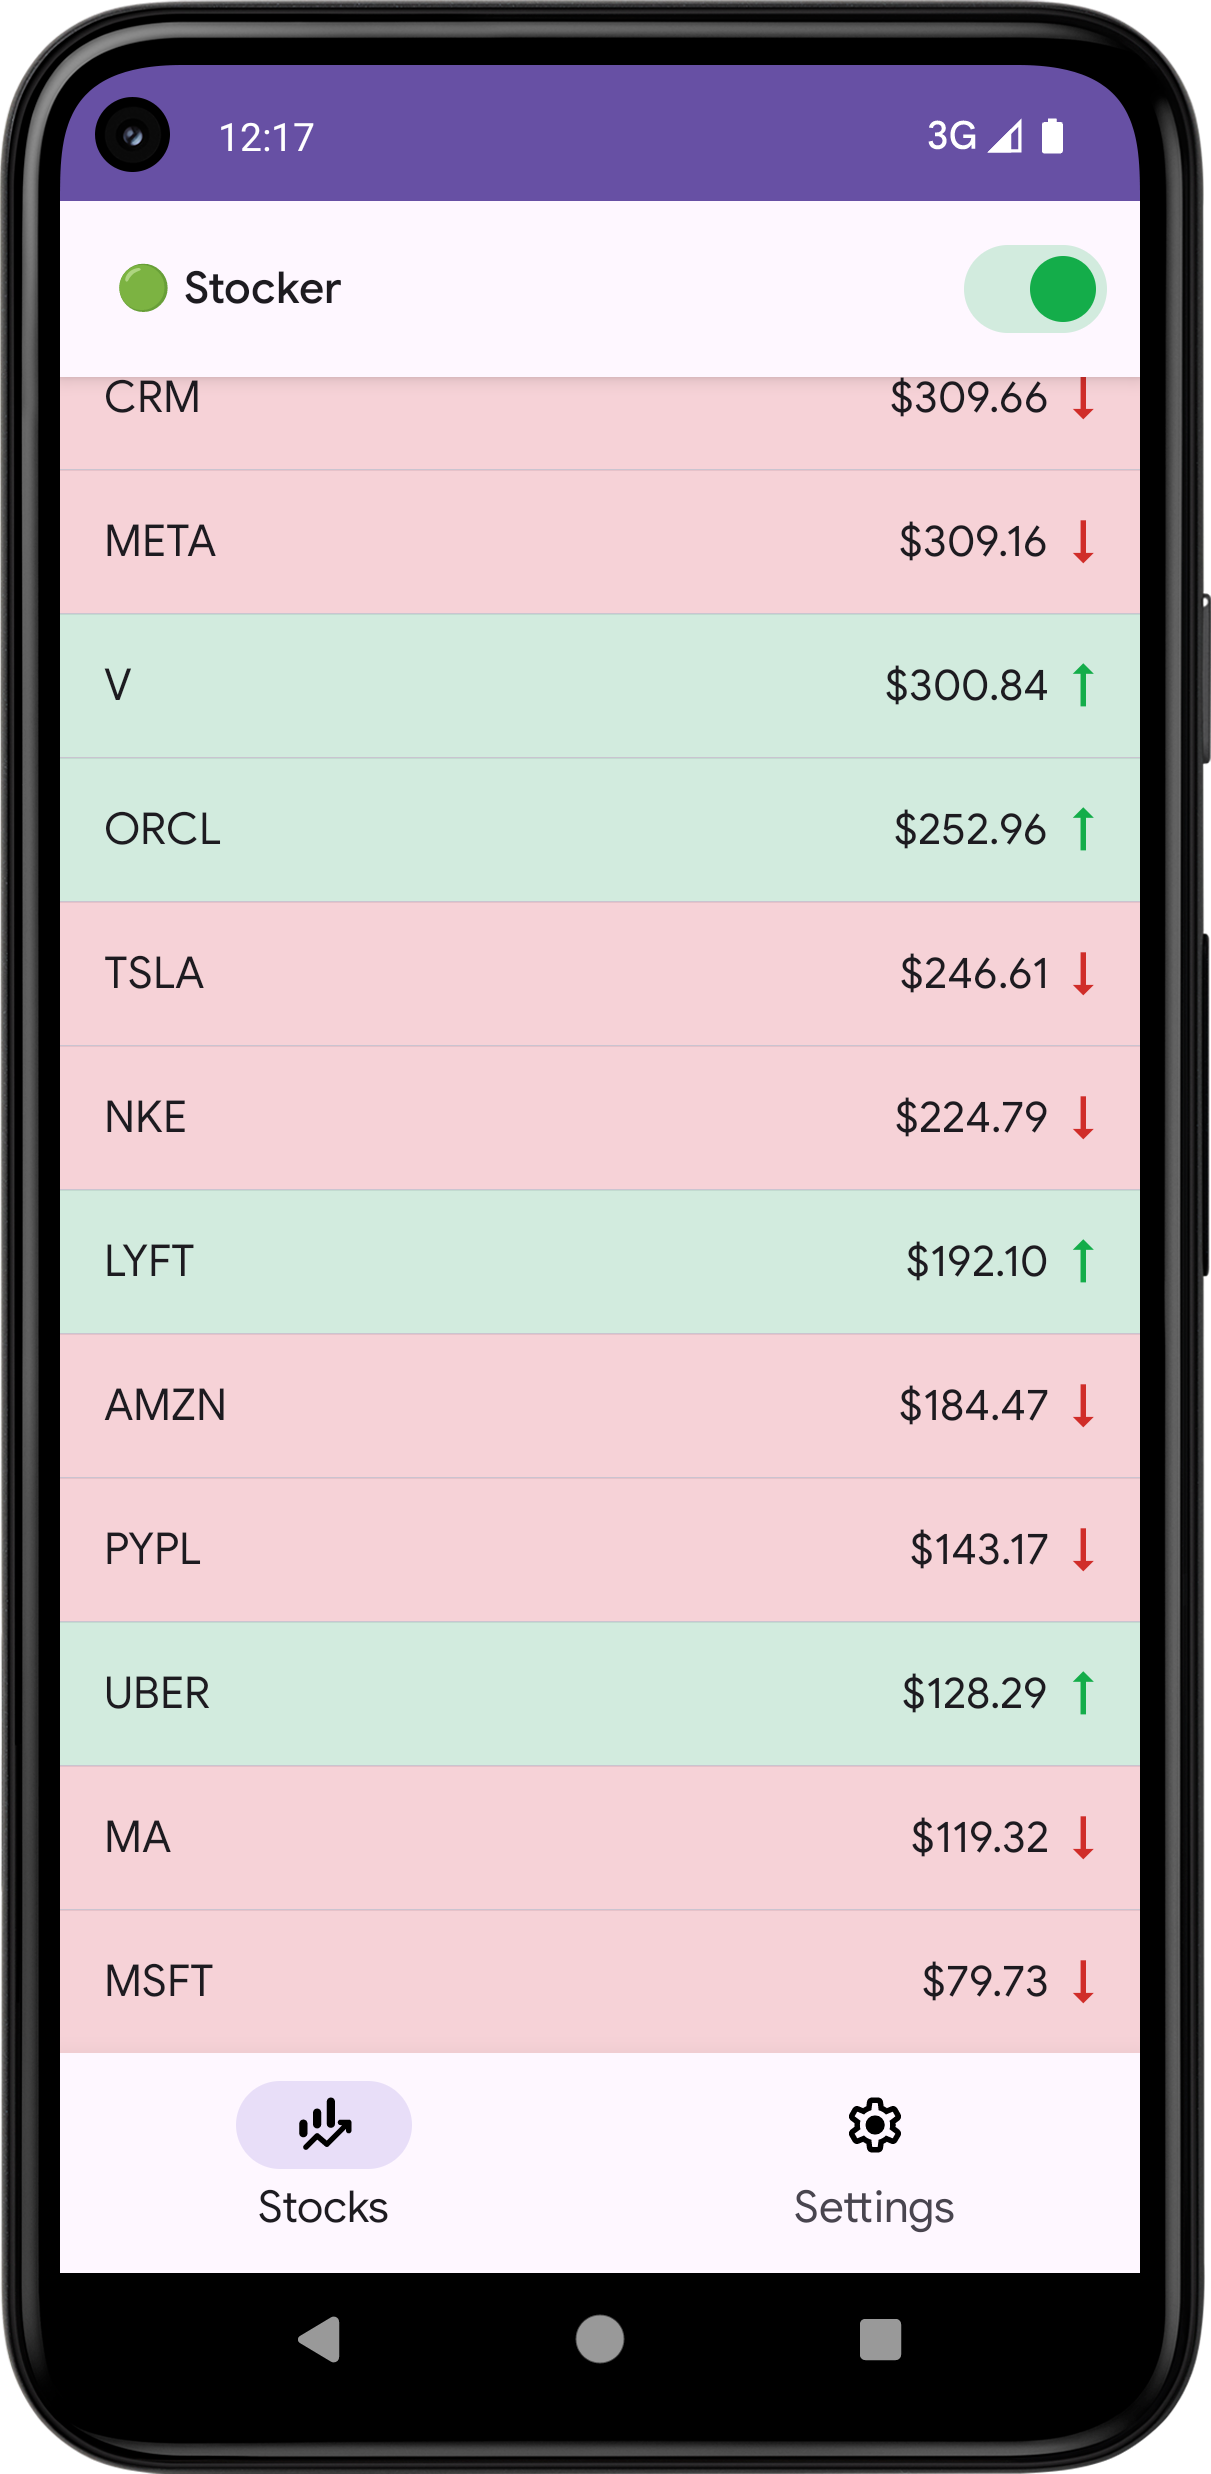 12:17 3G
Stocker
CRM $309.66
META $309.16
V $300.84
ORCL $252.96
TSLA $246.61
NKE $224.79
LYFT $192.10
AMZN $184.47
PYPL $143.17
UBER $128.29
MA $119.32
MSFT $79.73
Stocks Settings